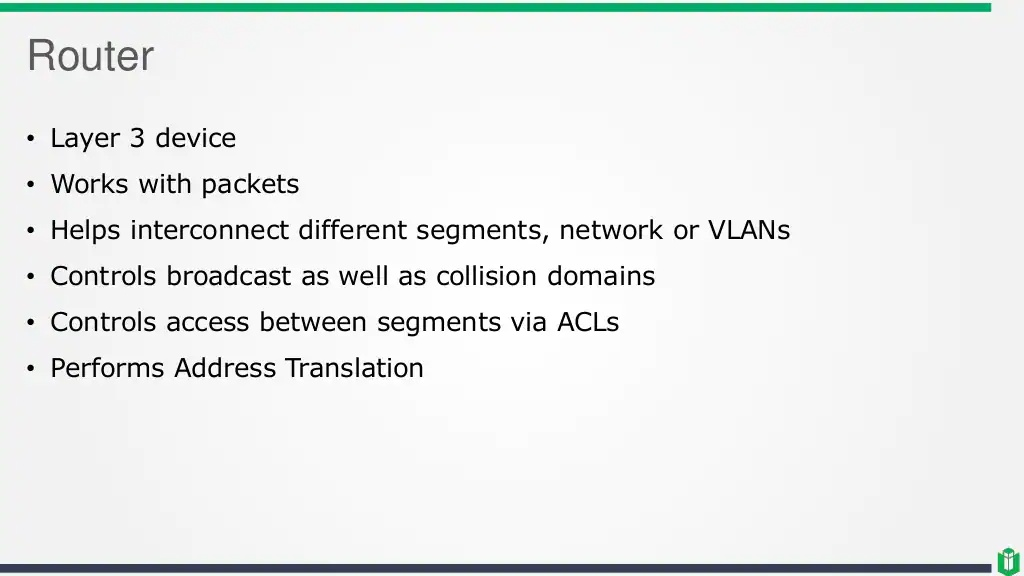 Router
• Layer 3 device
• Works with packets
• Helps interconnect different segments, network or VLANs
• Controls broadcast as well as collision domains
• Controls access between segments via ACLs
• Performs Address Translation